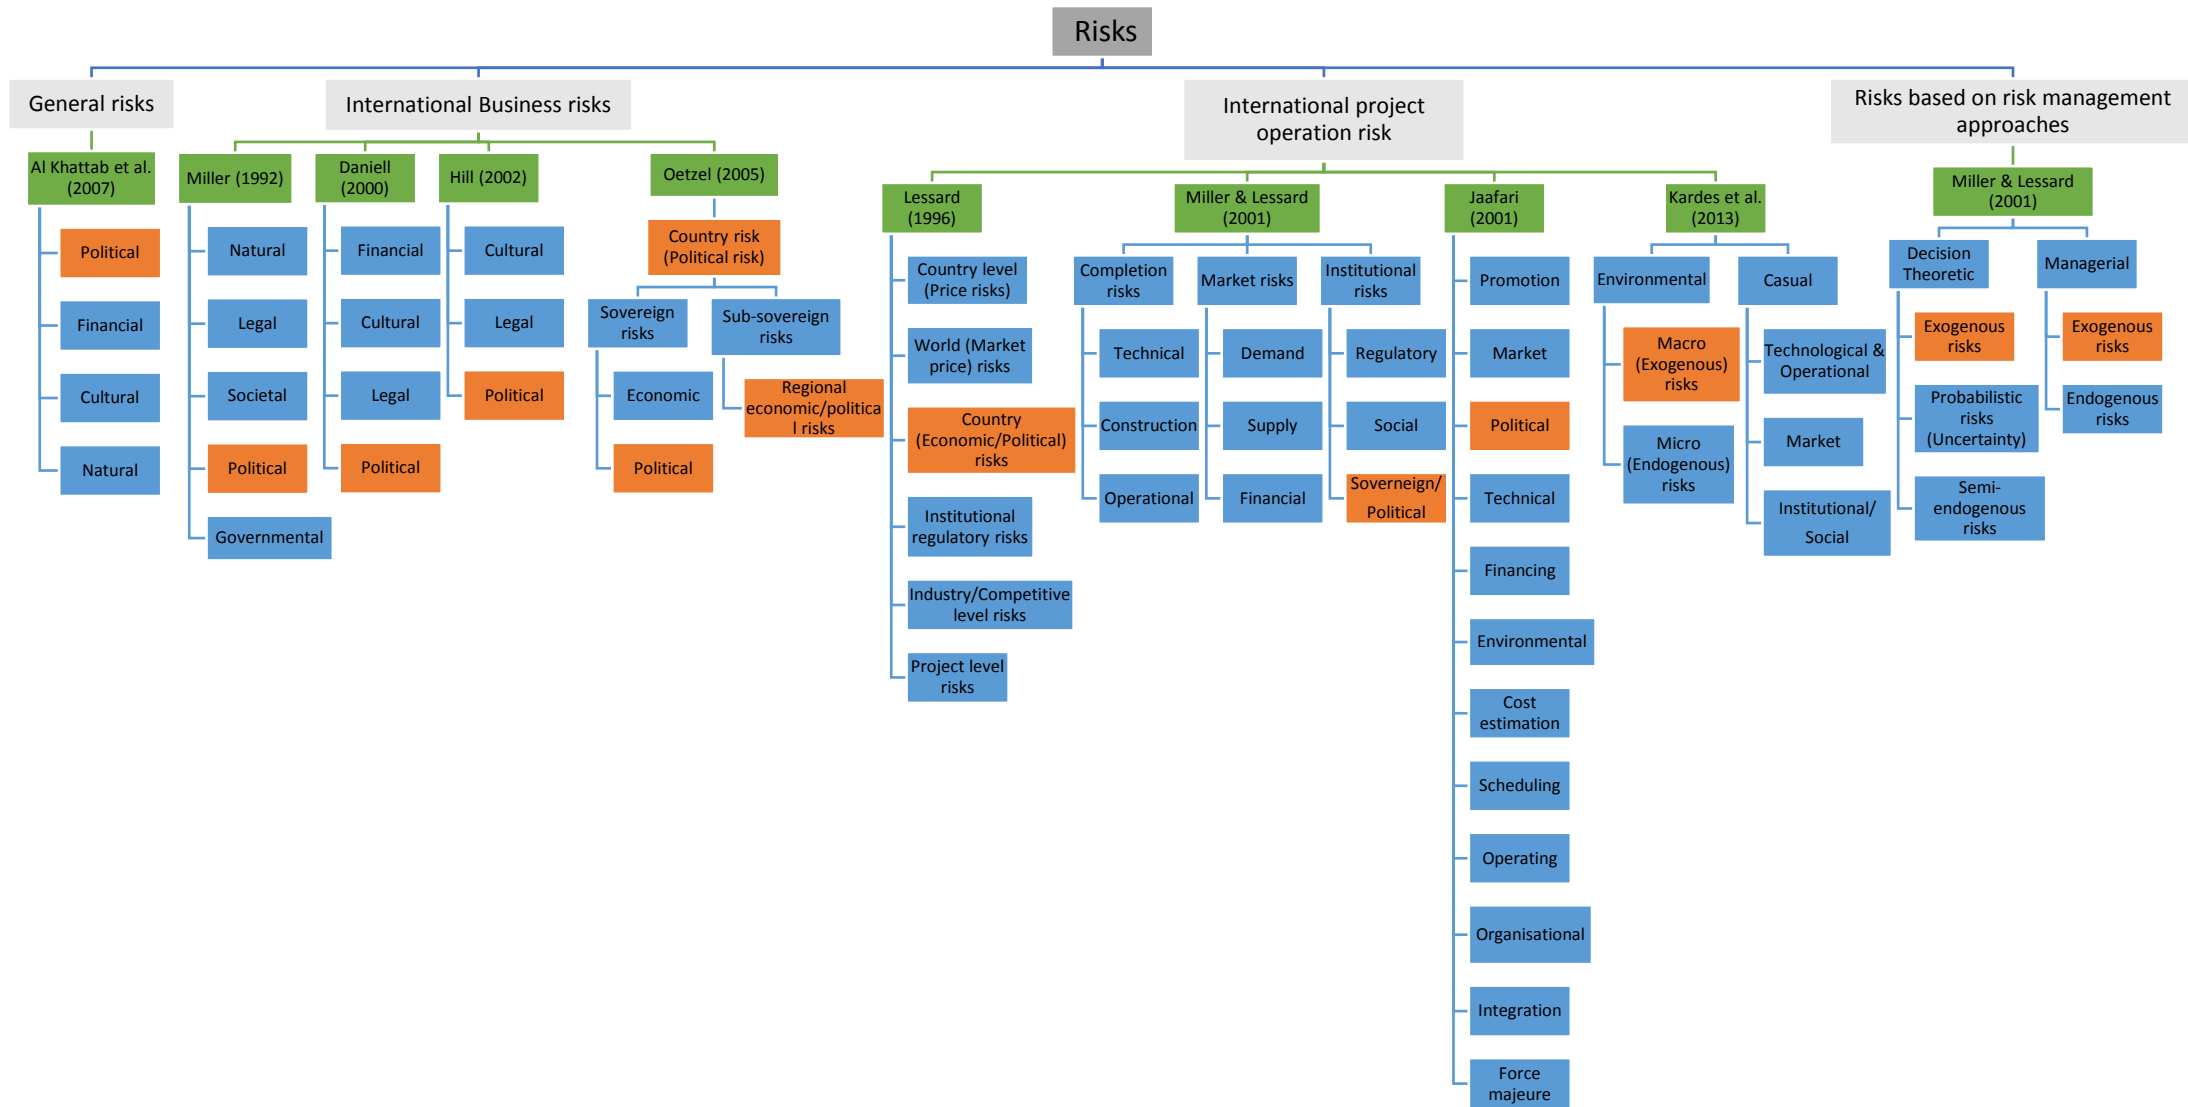 Risks
General risks
International Business risks
International project
operation risk
Risks based on risk management
approaches
Al Khattab et al.
(2007)
Political
Financial
Cultural
Natural
Miller (1992)
Natural
Legal
Societal
Political
Governmental
Daniell
(2000)
Financial
Cultural
Legal
Political
Hill (2002)
Cultural
Legal
Political
Oetzel (2005)
Country risk
(Political risk)
Sovereign
risks
Economic
Political
Sub-sovereign
risks
Regional
economic/politica
l risks
Lessard
(1996)
Country level
(Price risks)
World (Market
price) risks
Country
(Economic/Political)
risks
Institutional
regulatory risks
Industry/Competitive
level risks
Project level
risks
Miller & Lessard
(2001)
Completion
risks
Technical
Construction
Operational
Market risks
Demand
Supply
Financial
Institutional
risks
Regulatory
Social
Soverneign/
Political
Jaafari
(2001)
Promotion
Market
Political
Technical
Financing
Environmental
Cost
estimation
Scheduling
Operating
Organisational
Integration
Force
majeure
Kardes et al.
(2013)
Environmental
Macro
(Exogenous)
risks
Micro
(Endogenous)
risks
Casual
Technological &
Operational
Market
Institutional/
Social
Miller & Lessard
(2001)
Decision
Theoretic
Exogenous
risks
Probabilistic
risks
(Uncertainty)
Semi-
endogenous
risks
Managerial
Exogenous
risks
Endogenous
risks